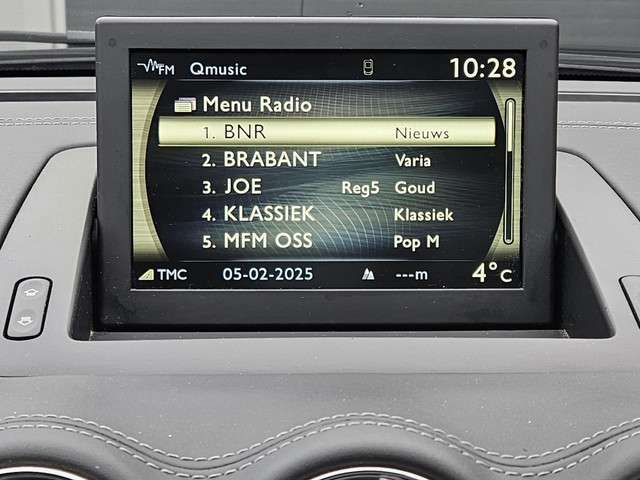 FM Qmusic 10:28
Menu Radio
1. BNR Nieuws
2. BRABANT Varia
3. JOE Reg5 Goud
4. KLASSIEK Klassiek
5. MFM OSS Pop M
TMC 05-02-2025 ---m 4°C